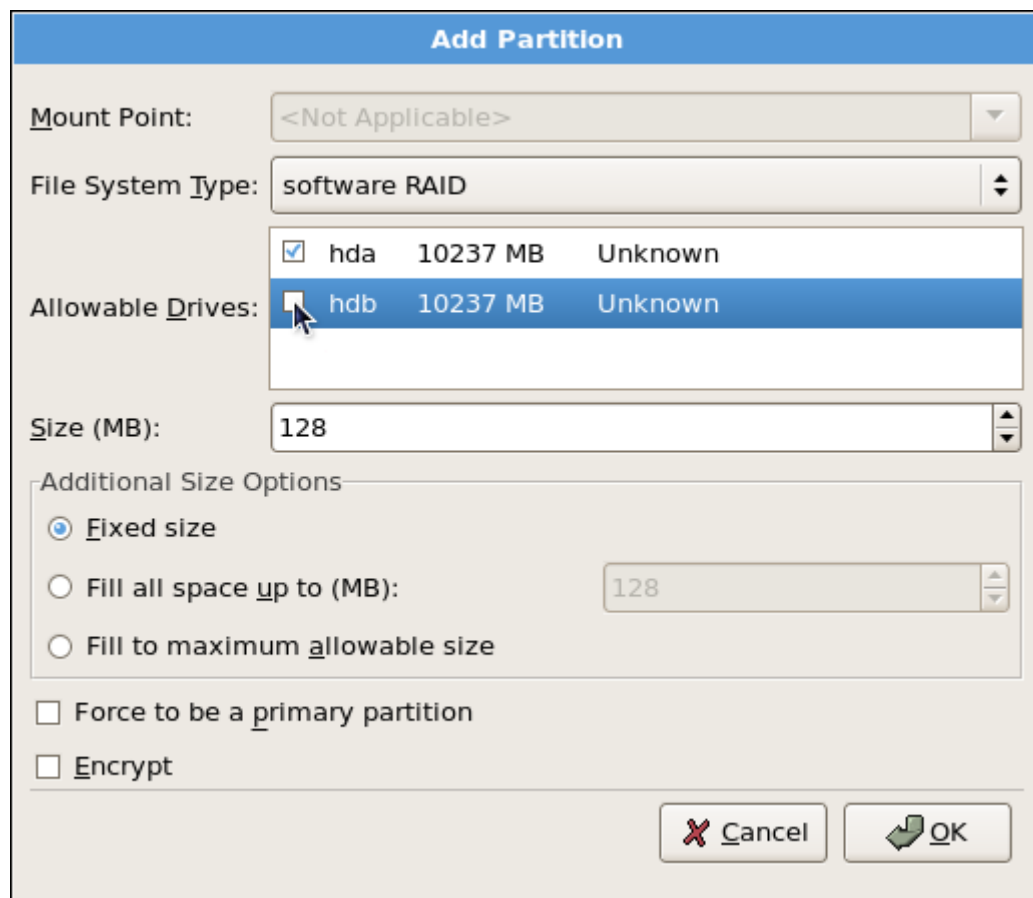 Add Partition
Mount Point: <Not Applicable>
File System Type: software RAID
hda 10237 MB Unknown
Allowable Drives: hdb 10237 MB Unknown
Size (MB): 128
Additional Size Options
Fixed size
Fill all space up to (MB): 128
Fill to maximum allowable size
Force to be a primary partition
Encrypt
Cancel OK